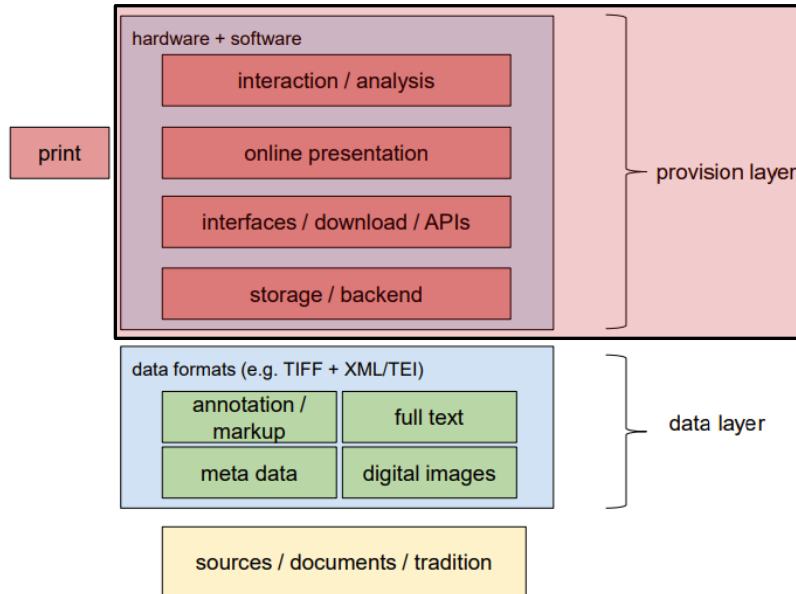 hardware + software
interaction / analysis
print
online presentation
provision layer
interfaces / download / APIs
storage / backend
data formats (e.g. TIFF + XML/TEI)
annotation /
markup
full text
data layer
meta data
digital images
sources / documents / tradition